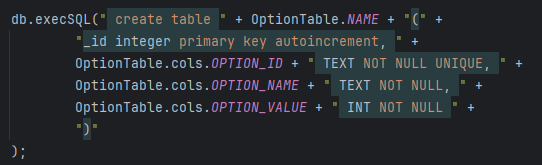 db.execSQL(" create table " + OptionTable.NAME + "(" +
"_id integer primary key autoincrement, " +
OptionTable.cols.OPTION_ID + " TEXT NOT NULL UNIQUE, " +
OptionTable.cols.OPTION_NAME + " TEXT NOT NULL, " +
OptionTable.cols.OPTION_VALUE + " INT NOT NULL " +
")"
);